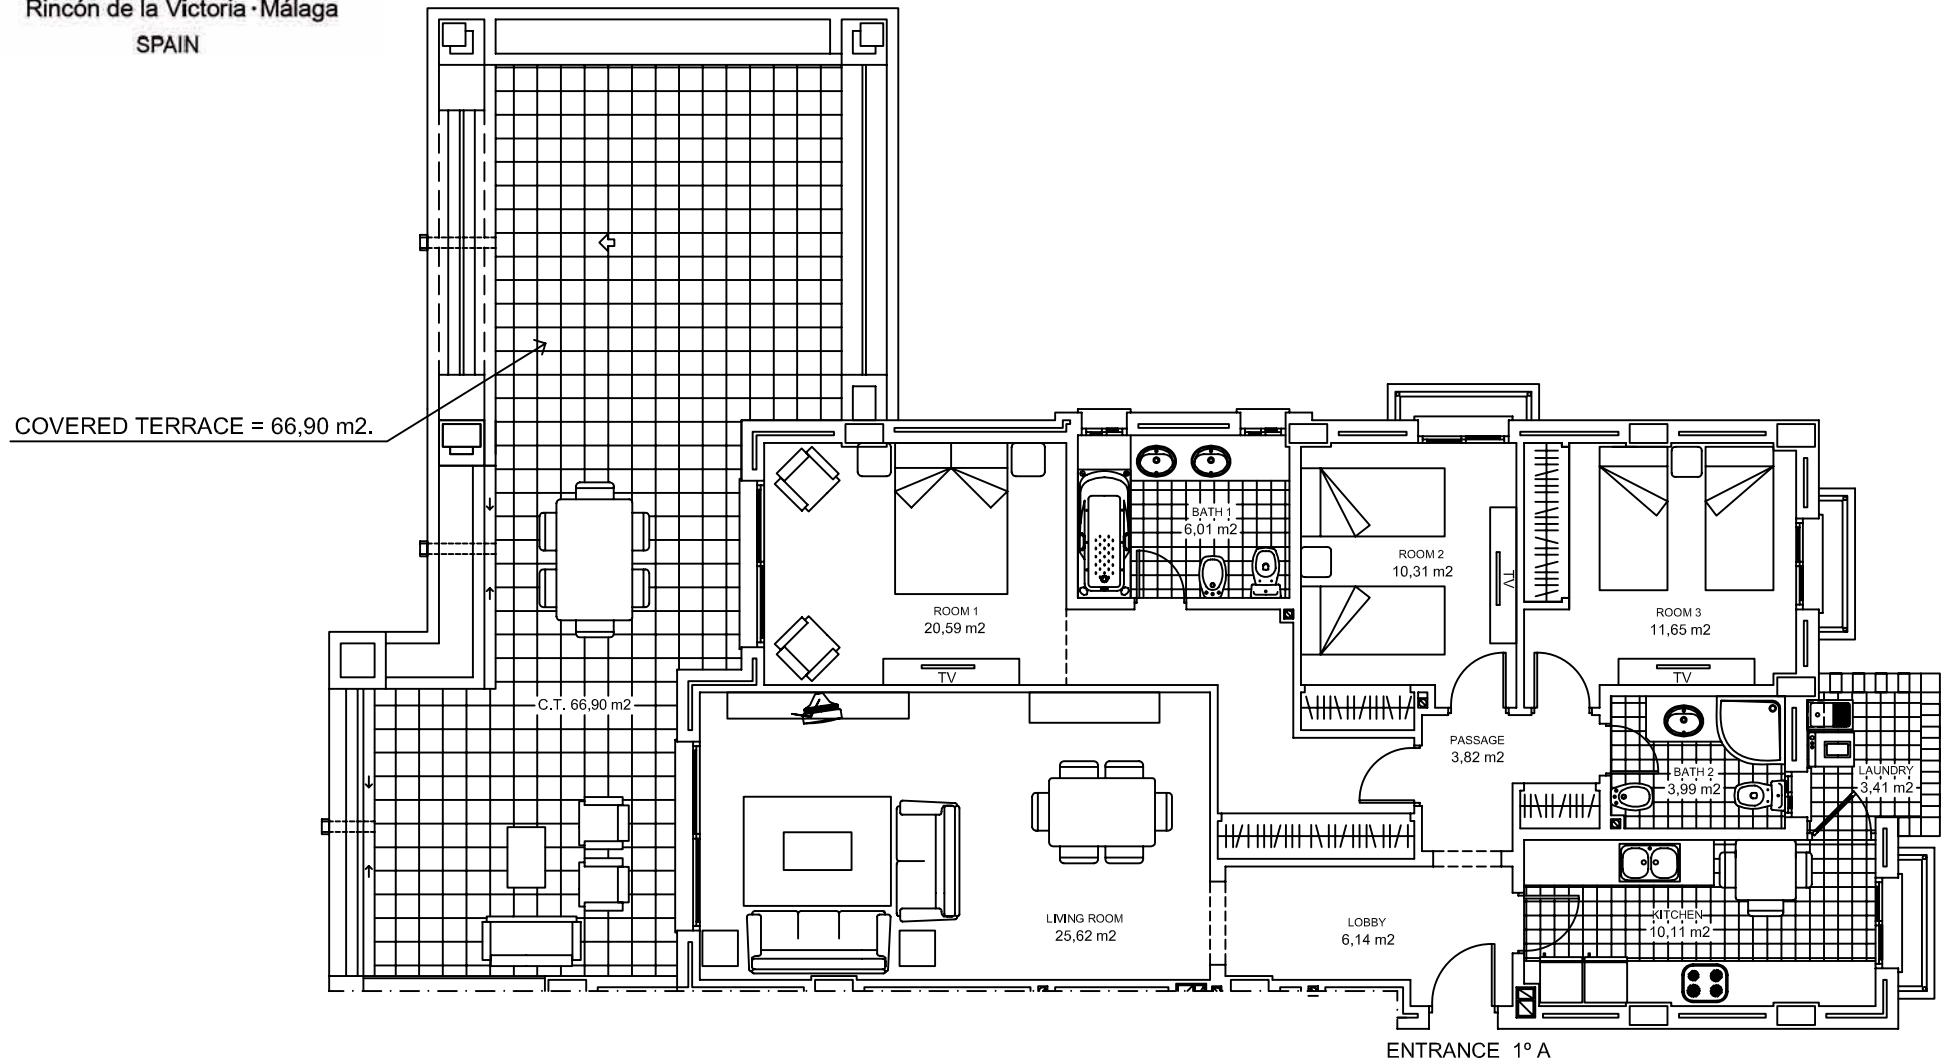 Rincón de la Victoria · Málaga
SPAIN
COVERED TERRACE = 66,90 m2.
C.T. 66,90 m2
ROOM 1
20,59 m2
TV
BATH 1
6,01 m2
ROOM 2
10,31 m2
TV
ROOM 3
11,65 m2
TV
PASSAGE
3,82 m2
BATH 2
3,99 m2
LAUNDRY
3,41 m2
LIVING ROOM
25,62 m2
LOBBY
6,14 m2
KITCHEN
10,11 m2
ENTRANCE 1º A